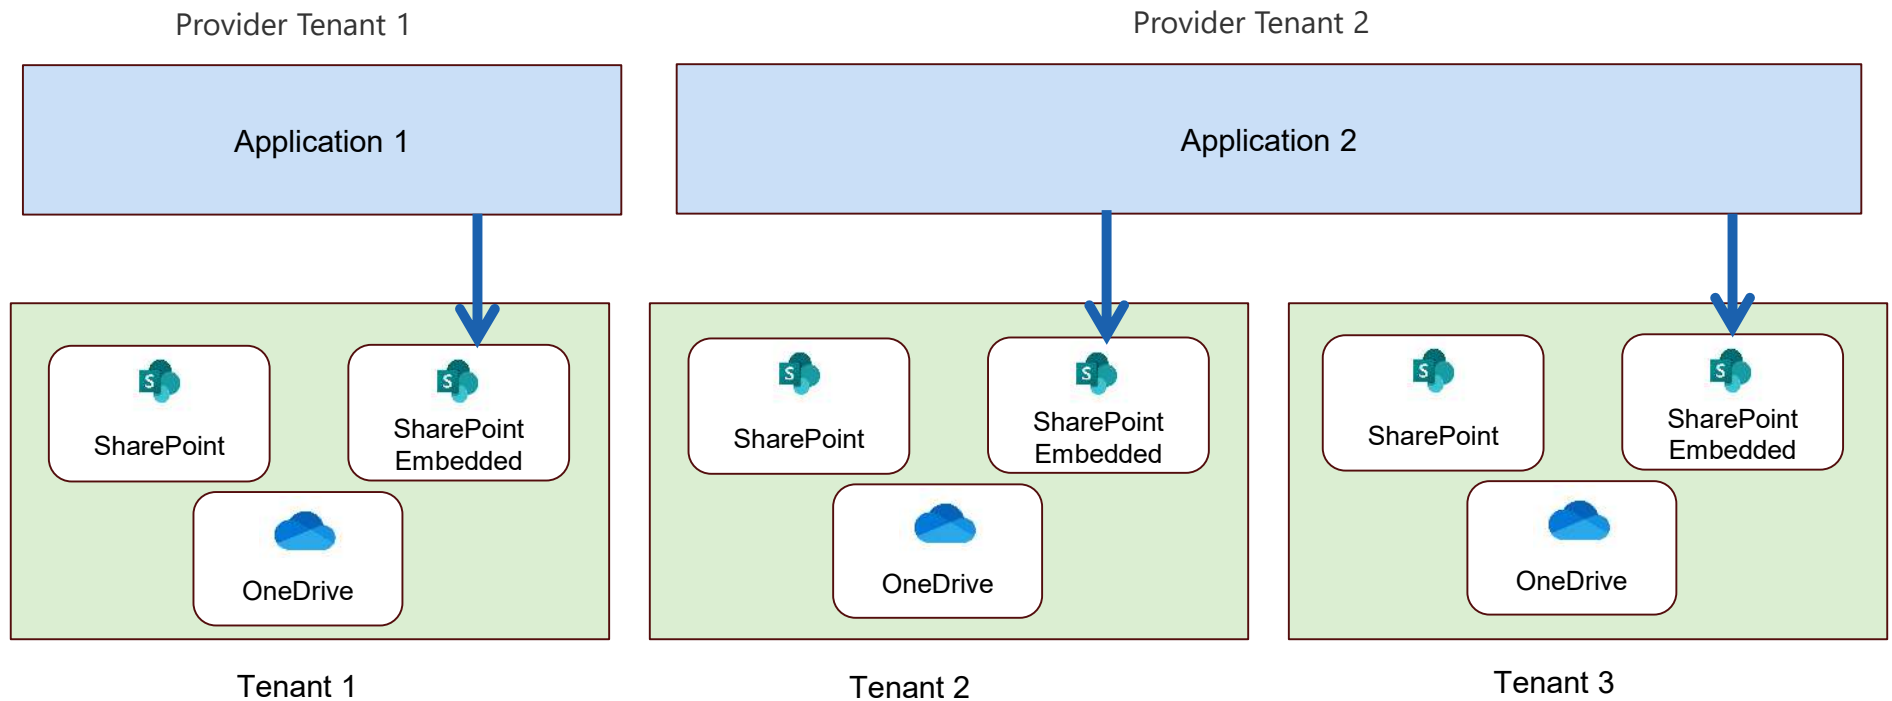 Provider Tenant 1
Provider Tenant 2
Application 1
Application 2
S
SharePoint
S
SharePoint
Embedded
OneDrive
S
SharePoint
S
SharePoint
Embedded
OneDrive
S
SharePoint
S
SharePoint
Embedded
OneDrive
Tenant 1
Tenant 2
Tenant 3